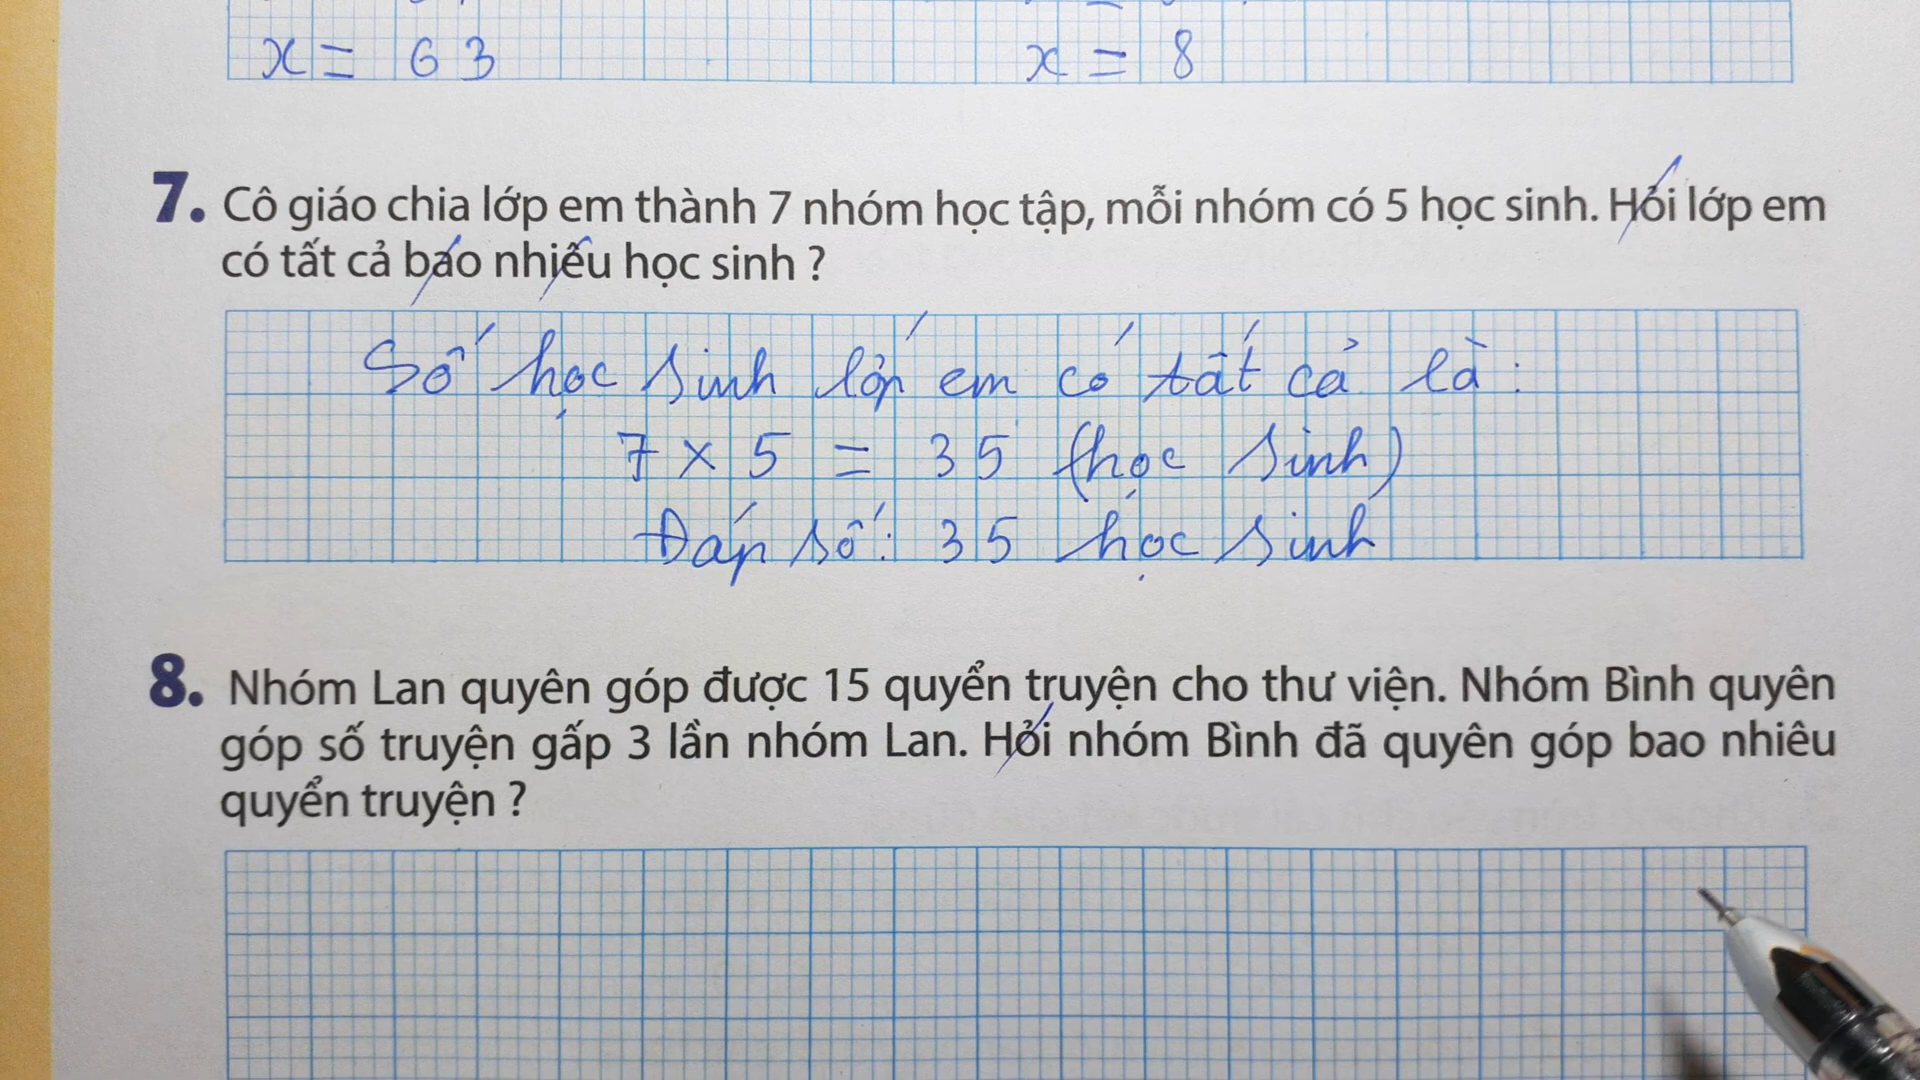 x = 63
x = 8
7. Cô giáo chia lớp em thành 7 nhóm học tập, mỗi nhóm có 5 học sinh. Hỏi lớp em
có tất cả bao nhiêu học sinh ?
Số học sinh lớp em có tất cả là:
7 x 5 = 35 (học sinh)
Đáp số: 35 học sinh
8. Nhóm Lan quyên góp được 15 quyển truyện cho thư viện. Nhóm Bình quyên
góp số truyện gấp 3 lần nhóm Lan. Hỏi nhóm Bình đã quyên góp bao nhiêu
quyển truyện ?